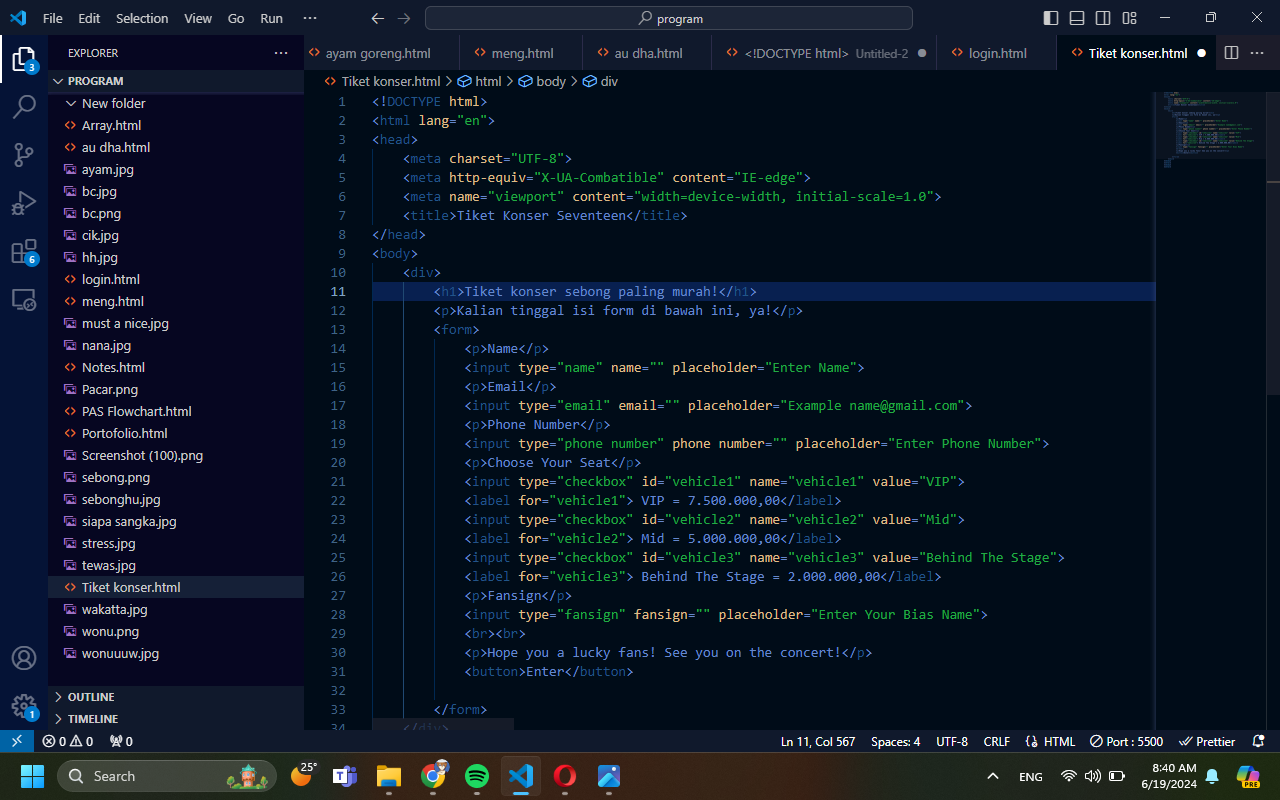 File Edit Selection View Go Run ··· program
EXPLORER ···
ayam goreng.html meng.html au dha.html <!DOCTYPE html> Untitled-2 login.html Tiket konser.html ···
PROGRAM
New folder
Array.html
au dha.html
ayam.jpg
bc.jpg
bc.png
cik.jpg
hh.jpg
login.html
meng.html
must a nice.jpg
nana.jpg
Notes.html
Pacar.png
PAS Flowchart.html
Portofolio.html
Screenshot (100).png
sebong.png
sebonghu.jpg
siapa sangka.jpg
stress.jpg
tewas.jpg
Tiket konser.html
wakatta.jpg
wonu.png
wonuuuw.jpg
OUTLINE
TIMELINE
3
6
1
Tiket konser.html > html > body > div
1 <!DOCTYPE html>
2 <html lang="en">
3 <head>
4 <meta charset="UTF-8">
5 <meta http-equiv="X-UA-Combatible" content="IE-edge">
6 <meta name="viewport" content="width=device-width, initial-scale=1.0">
7 <title>Tiket Konser Seventeen</title>
8 </head>
9 <body>
10 <div>
11 <h1>Tiket konser sebong paling murah!</h1>
12 <p>Kalian tinggal isi form di bawah ini, ya!</p>
13 <form>
14 <p>Name</p>
15 <input type="name" name="" placeholder="Enter Name">
16 <p>Email</p>
17 <input type="email" email="" placeholder="Example name@gmail.com">
18 <p>Phone Number</p>
19 <input type="phone number" phone number="" placeholder="Enter Phone Number">
20 <p>Choose Your Seat</p>
21 <input type="checkbox" id="vehicle1" name="vehicle1" value="VIP">
22 <label for="vehicle1"> VIP = 7.500.000,00</label>
23 <input type="checkbox" id="vehicle2" name="vehicle2" value="Mid">
24 <label for="vehicle2"> Mid = 5.000.000,00</label>
25 <input type="checkbox" id="vehicle3" name="vehicle3" value="Behind The Stage">
26 <label for="vehicle3"> Behind The Stage = 2.000.000,00</label>
27 <p>Fansign</p>
28 <input type="fansign" fansign="" placeholder="Enter Your Bias Name">
29 <br><br>
30 <p>Hope you a lucky fans! See you on the concert!</p>
31 <button>Enter</button>
32
33 </form>
34 </div>
0 0 0 Ln 11, Col 567 Spaces: 4 UTF-8 CRLF HTML Port : 5500 Prettier
Search 25° ENG 8:40 AM
6/19/2024
PRE